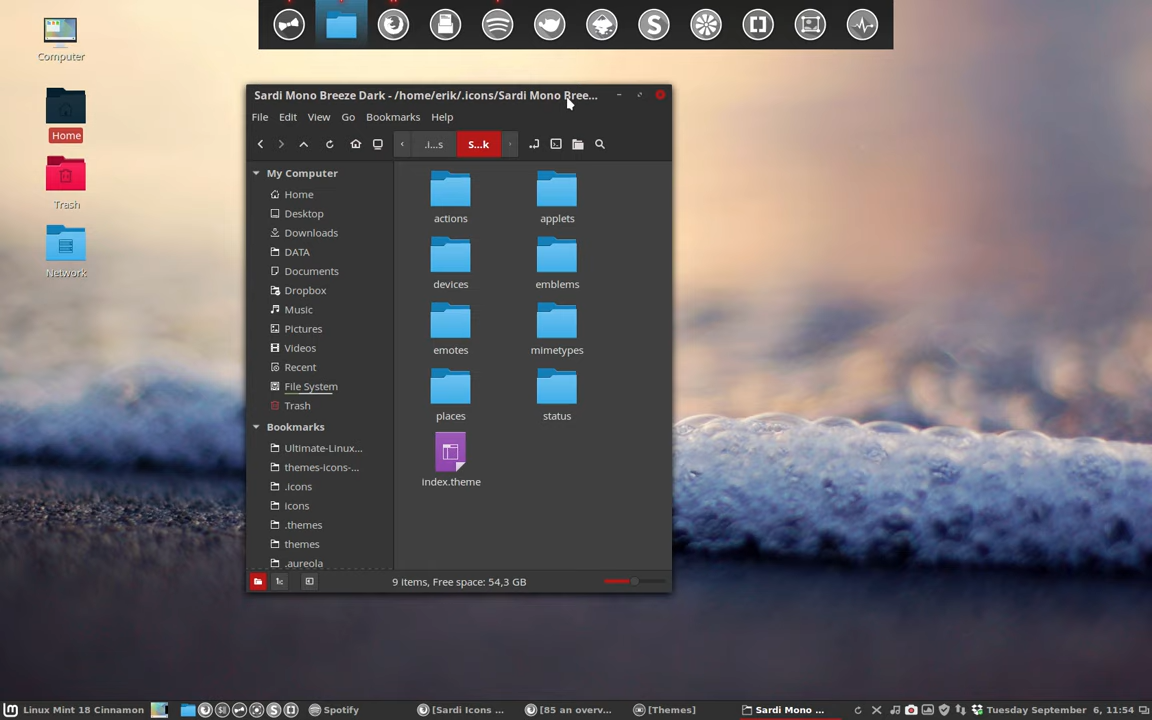 Computer
Home
Trash
Network
Sardi Mono Breeze Dark - /home/erik/.icons/Sardi Mono Bree...
File Edit View Go Bookmarks Help
.i...s
S...k
My Computer
Home
Desktop
Downloads
DATA
Documents
Dropbox
Music
Pictures
Videos
Recent
File System
Trash
Bookmarks
Ultimate-Linux...
themes-icons-...
.icons
icons
.themes
themes
.aureola
actions
applets
devices
emblems
emotes
mimetypes
places
status
index.theme
9 items, Free space: 54,3 GB
Linux Mint 18 Cinnamon
Spotify
[Sardi Icons ...
[85 an overv...
[Themes]
Sardi Mono ...
Tuesday September 6, 11:54